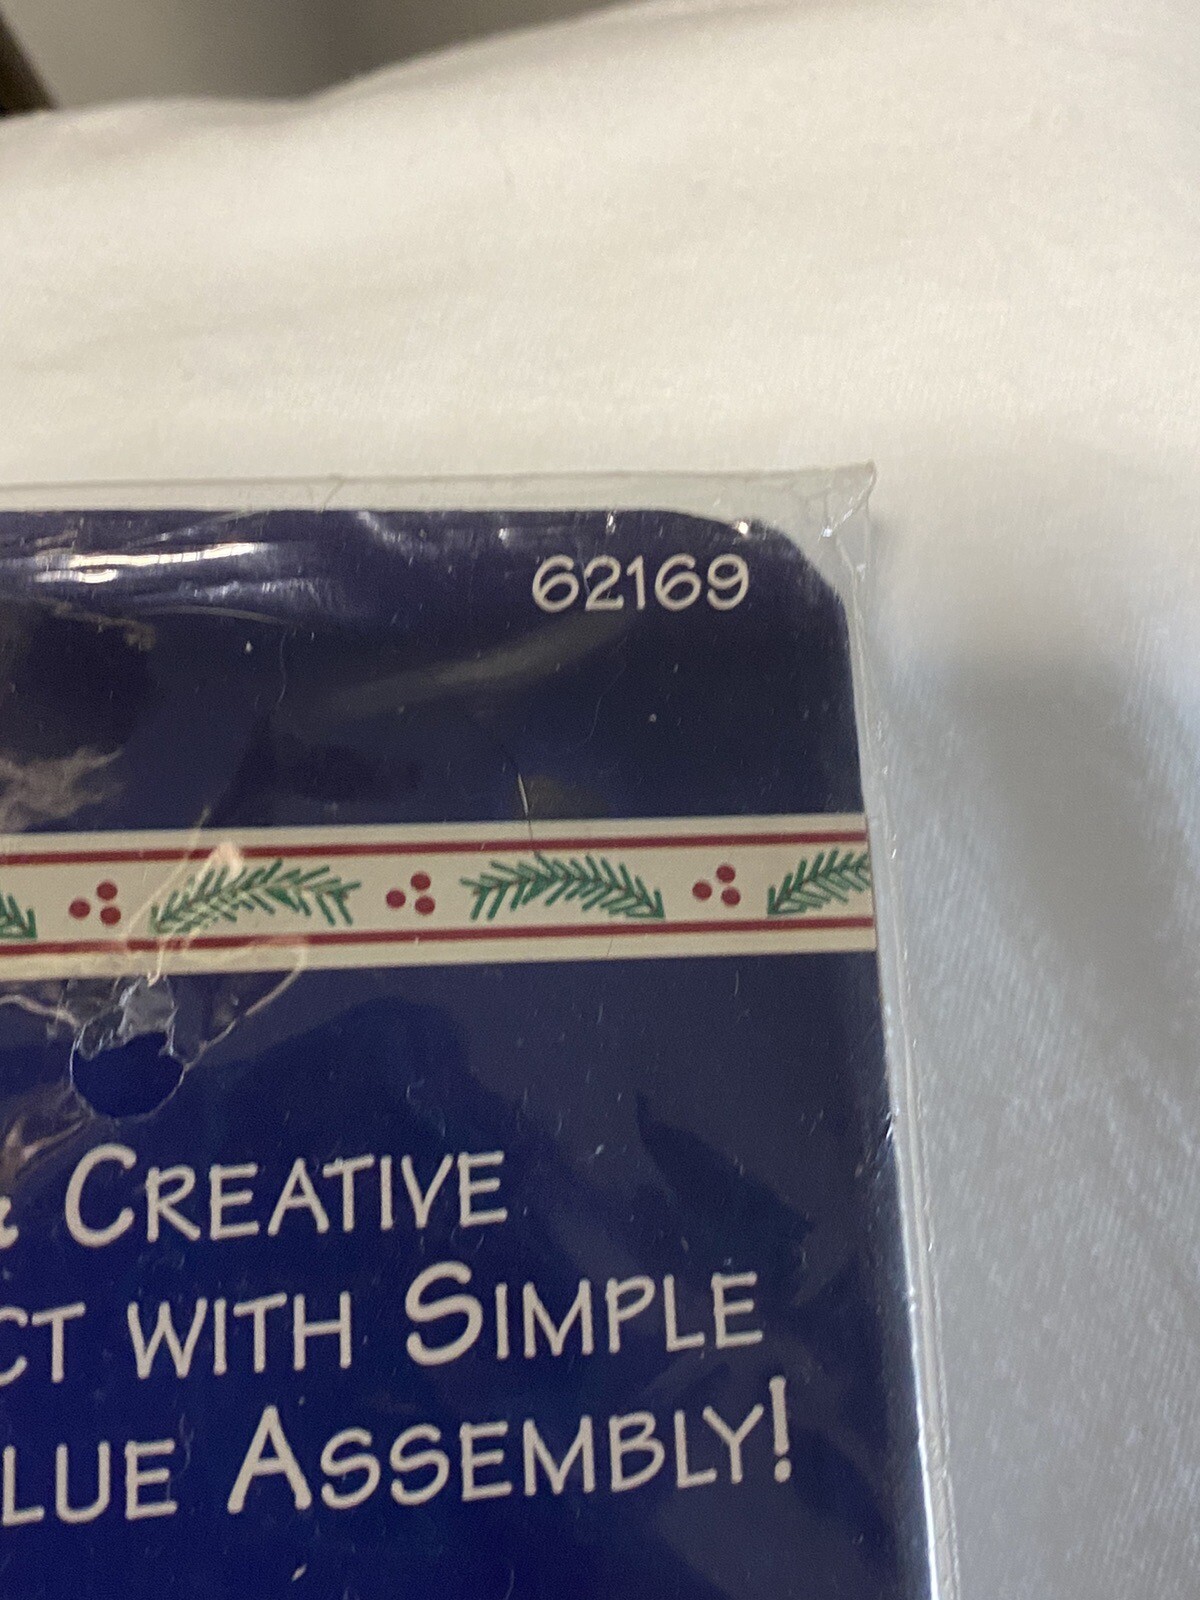 62169
& CREATIVE
CT WITH SIMPLE
LUE ASSEMBLY!